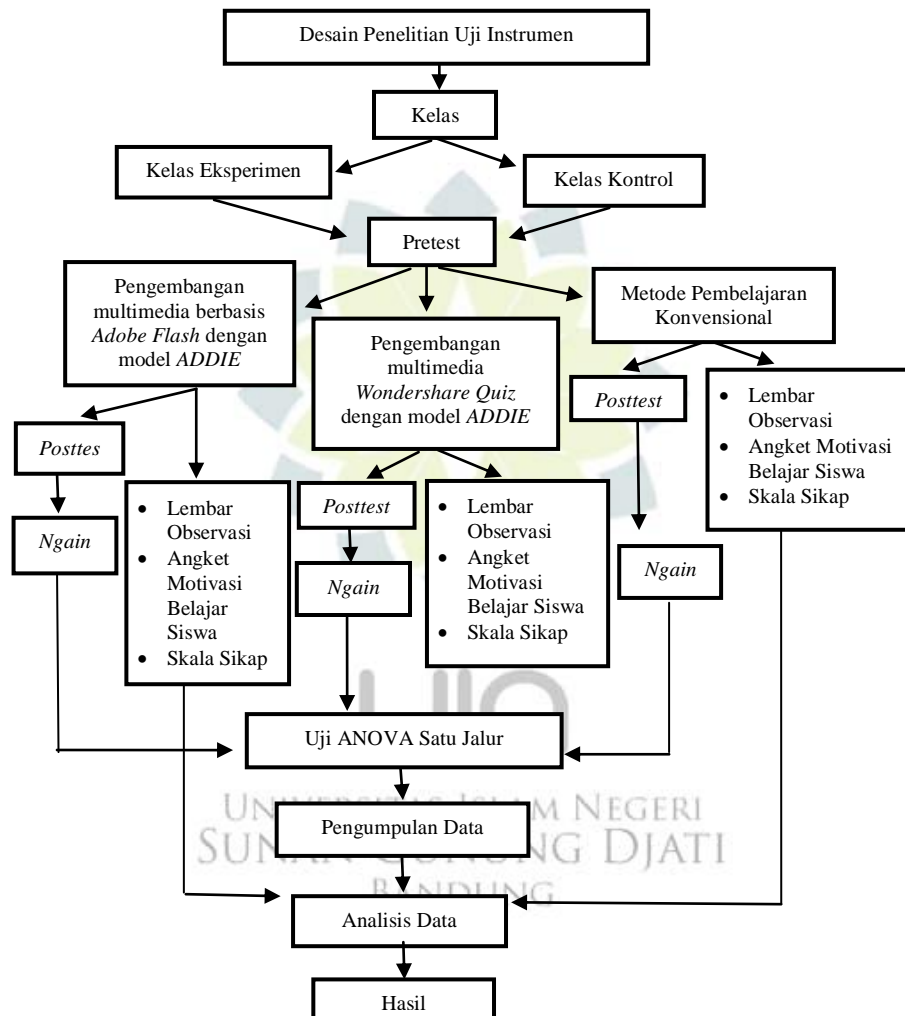 Desain Penelitian Uji Instrumen
Kelas
Kelas Eksperimen
Kelas Kontrol
Pretest
Pengembangan
multimedia berbasis
Adobe Flash dengan
model ADDIE
Pengembangan
multimedia
Wondershare Quiz
dengan model ADDIE
Metode Pembelajaran
Konvensional
Posttes
Ngain
• Lembar
Observasi
• Angket
Motivasi
Belajar
Siswa
• Skala Sikap
Posttest
Ngain
• Lembar
Observasi
• Angket
Motivasi
Belajar Siswa
• Skala Sikap
Posttest
Ngain
• Lembar
Observasi
• Angket Motivasi
Belajar Siswa
• Skala Sikap
Uji ANOVA Satu Jalur
UNIVERSITAS ISLAM NEGERI
Pengumpulan Data
SUNAN GUNUNG DJATI
BANDUNG
Analisis Data
Hasil